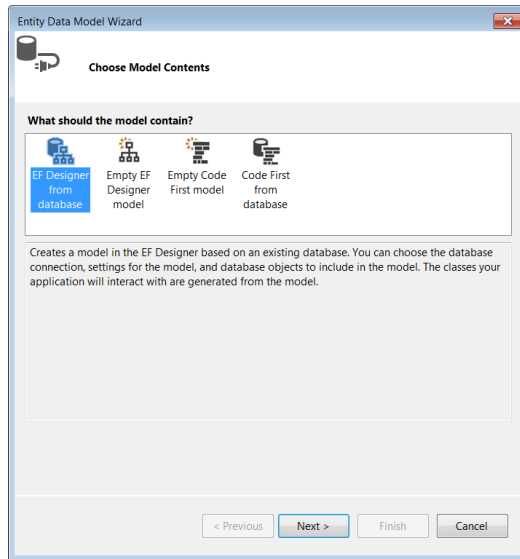 Entity Data Model Wizard
Choose Model Contents
What should the model contain?
EF Designer
from
database
Empty EF
Designer
model
Empty Code
First model
Code First
from
database
Creates a model in the EF Designer based on an existing database. You can choose the database
connection, settings for the model, and database objects to include in the model. The classes your
application will interact with are generated from the model.
< Previous
Next >
Finish
Cancel